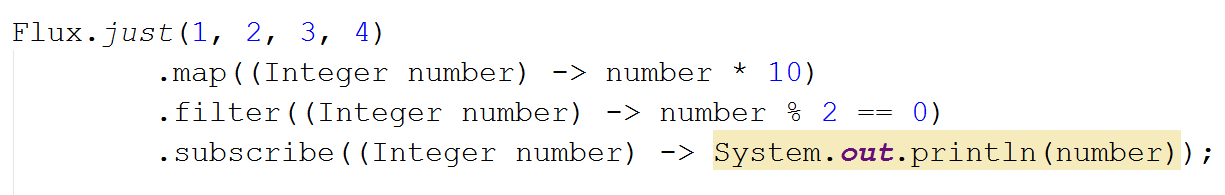 Flux.just(1, 2, 3, 4)
.map((Integer number) -> number * 10)
.filter((Integer number) -> number % 2 == 0)
.subscribe((Integer number) -> System.out.println(number));